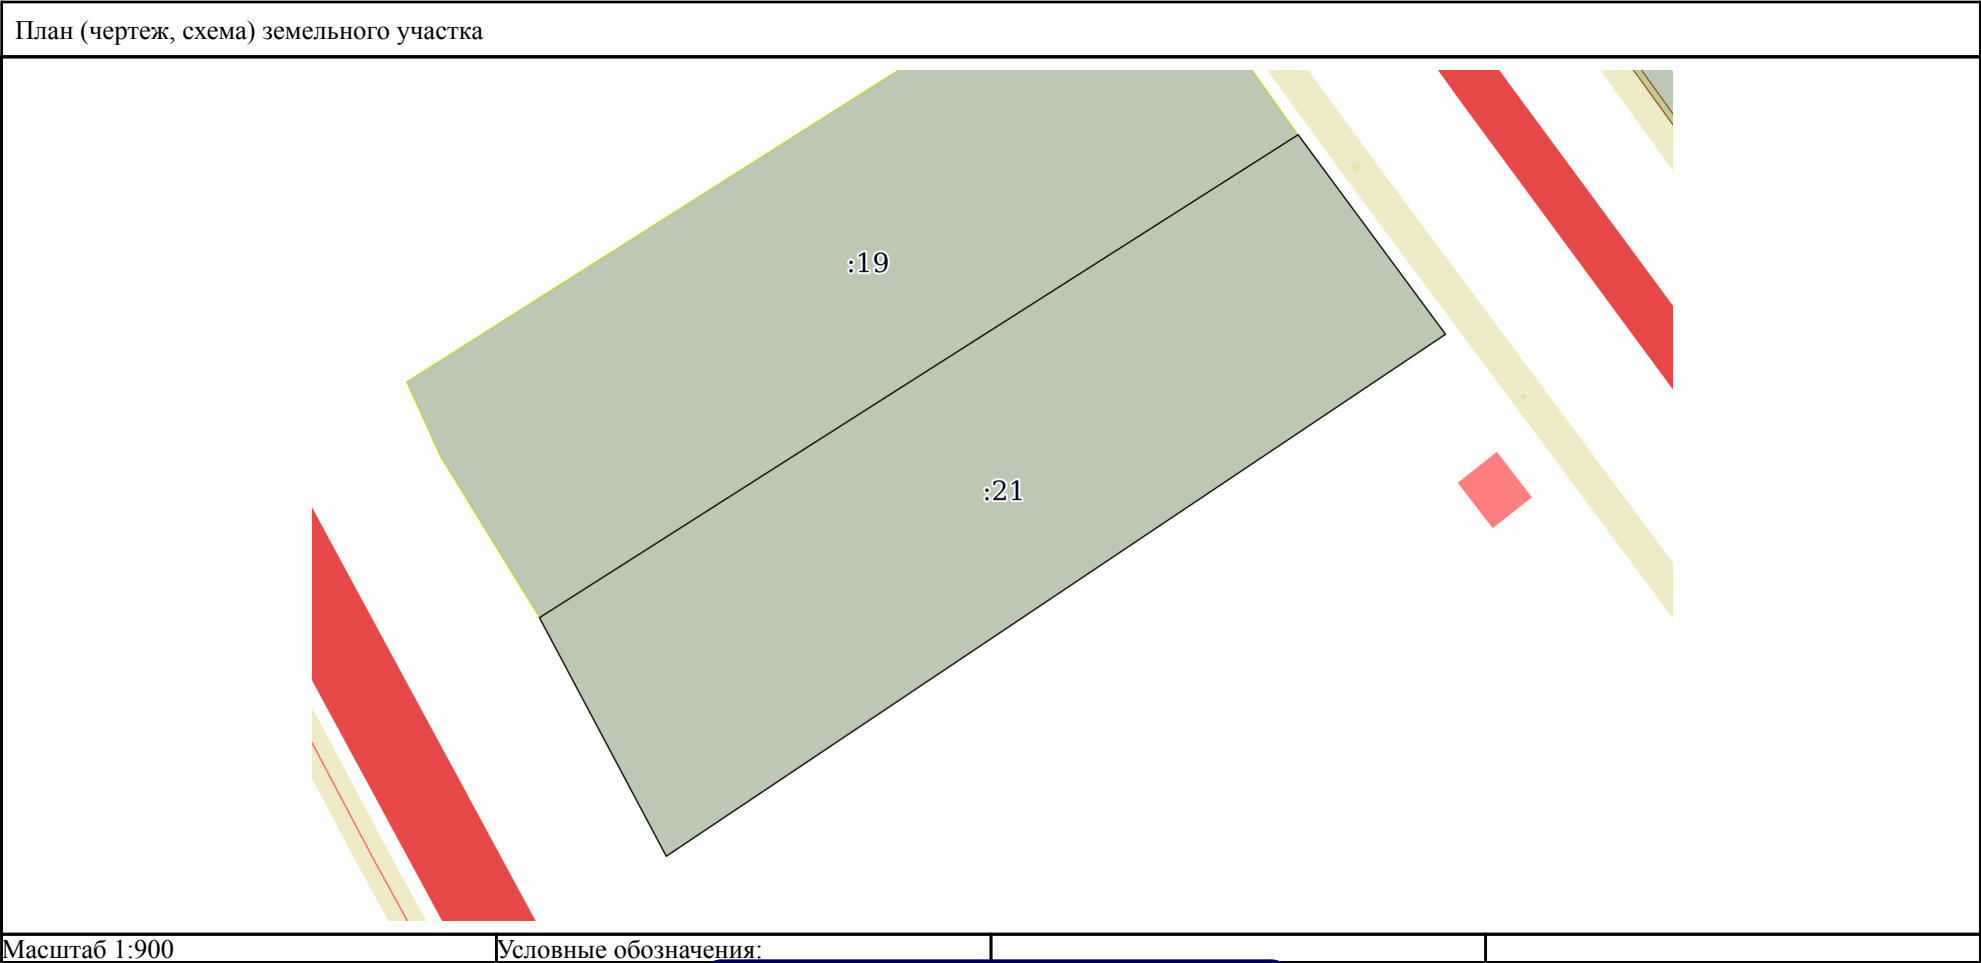 План (чертеж, схема) земельного участка
:19
:21
Масштаб 1:900
Условные обозначения: